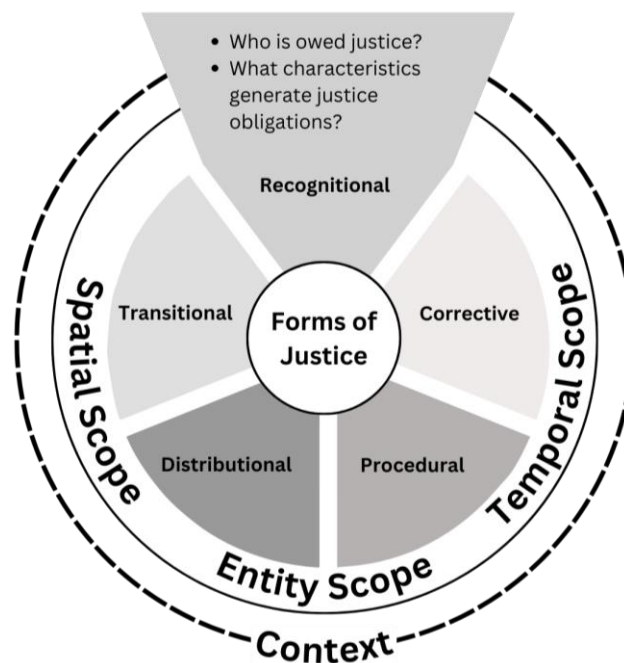 • Who is owed justice?
• What characteristics
generate justice
obligations?
Recognitional
Transitional
Forms of
Justice
Corrective
Spatial Scope
Temporal Scope
Distributional
Procedural
Entity Scope
Context